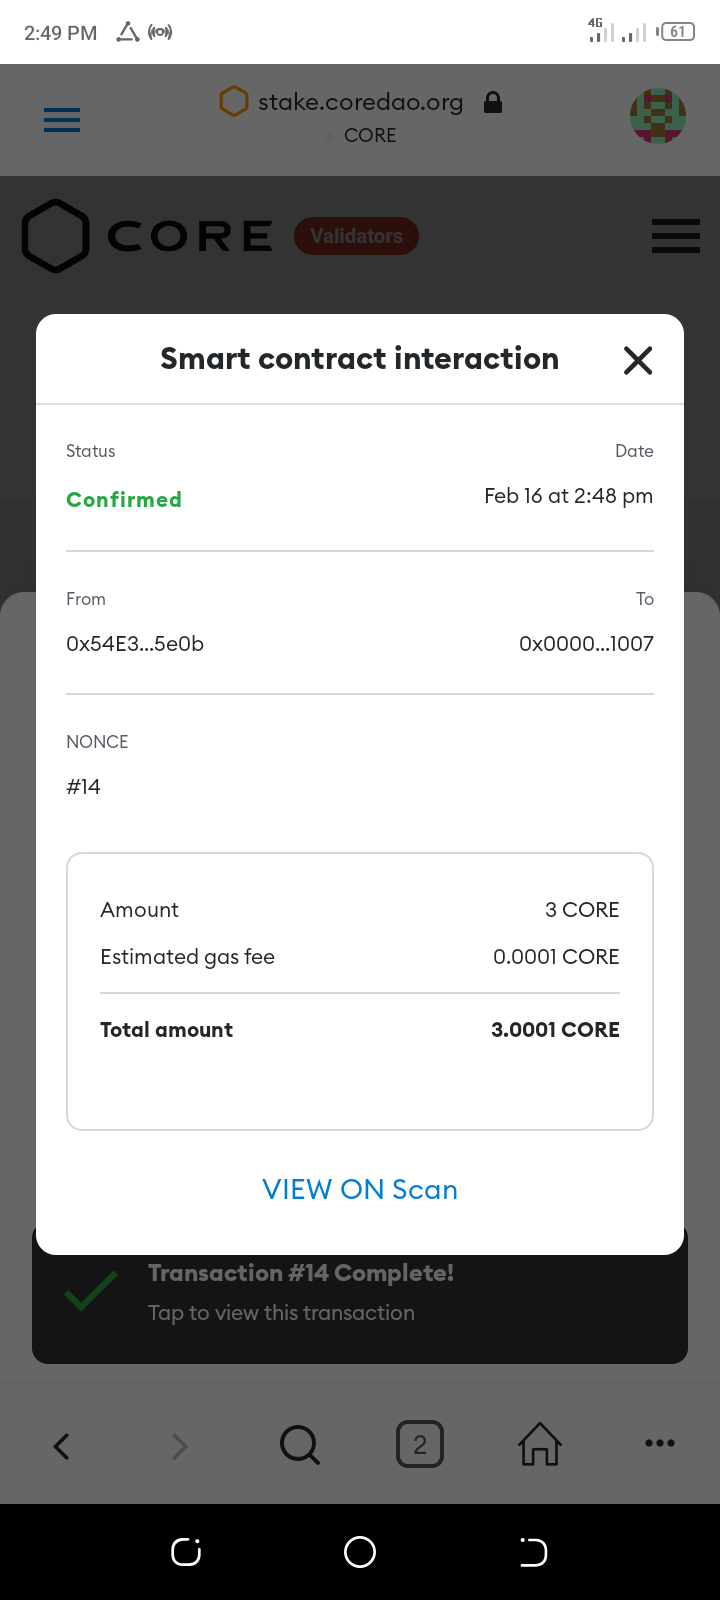 2:49 PM
4G
61
stake.coredao.org
CORE
CORE
Validators
Smart contract interaction
Status
Date
Confirmed
Feb 16 at 2:48 pm
From
To
0x54E3...5e0b
0x0000...1007
NONCE
#14
Amount
3 CORE
Estimated gas fee
0.0001 CORE
Total amount
3.0001 CORE
VIEW ON Scan
Transaction #14 Complete!
Tap to view this transaction
2